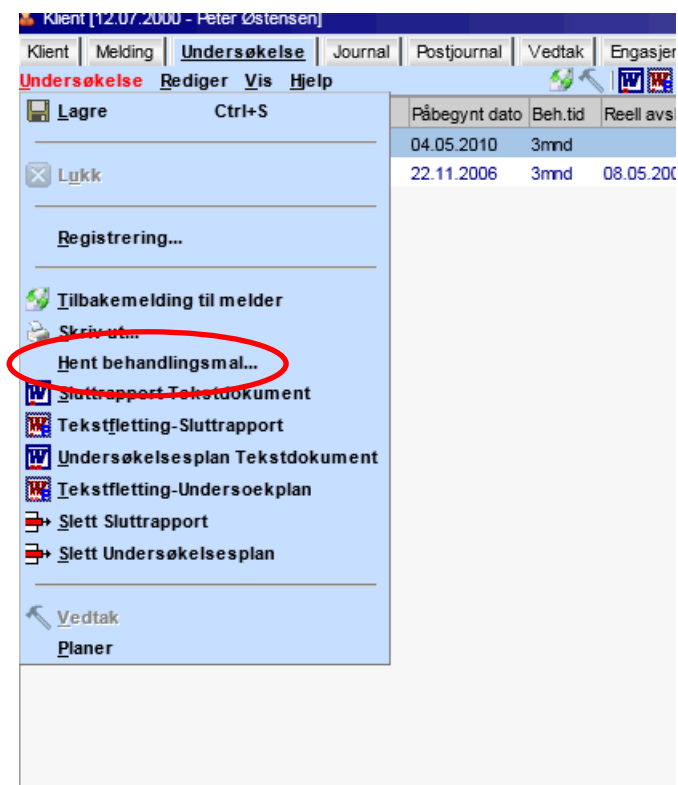 Klient [12.07.2000 - Peter Østensen]
Klient Melding Undersøkelse Journal Postjournal Vedtak Engasjer
Undersøkelse Rediger Vis Hjelp
Lagre Ctrl+S
Påbegynt dato Beh.tid Reell avsl
04.05.2010 3mnd
Lukk
22.11.2006 3mnd 08.05.200
Registrering...
Tilbakemelding til melder
Skriv ut...
Hent behandlingsmal...
Sluttrapport Tekstdokument
Tekstfletting-Sluttrapport
Undersøkelsesplan Tekstdokument
Tekstfletting-Undersoekplan
Slett Sluttrapport
Slett Undersøkelsesplan
Vedtak
Planer